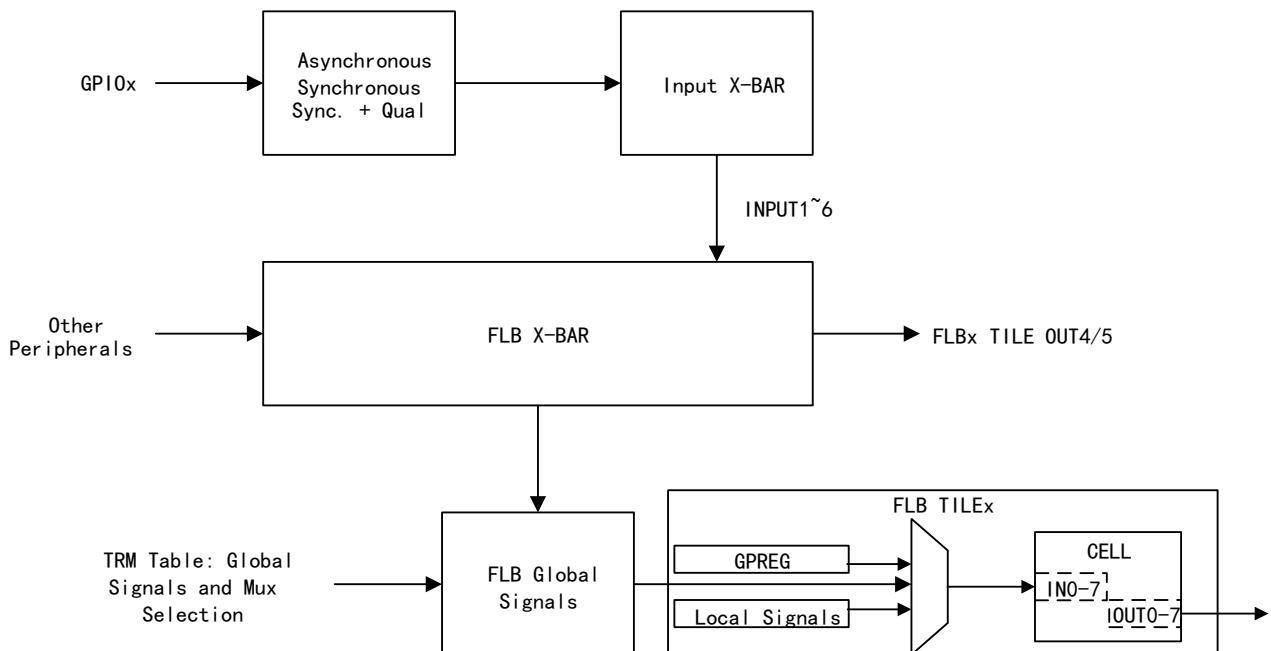 GPIOx
Asynchronous
Synchronous
Sync. + Qual
Input X-BAR
INPUT1~6
Other
Peripherals
FLB X-BAR
FLBx TILE OUT4/5
TRM Table: Global
Signals and Mux
Selection
FLB Global
Signals
FLB TILEx
GPREG
Local Signals
CELL
IN0-7
OUT0-7